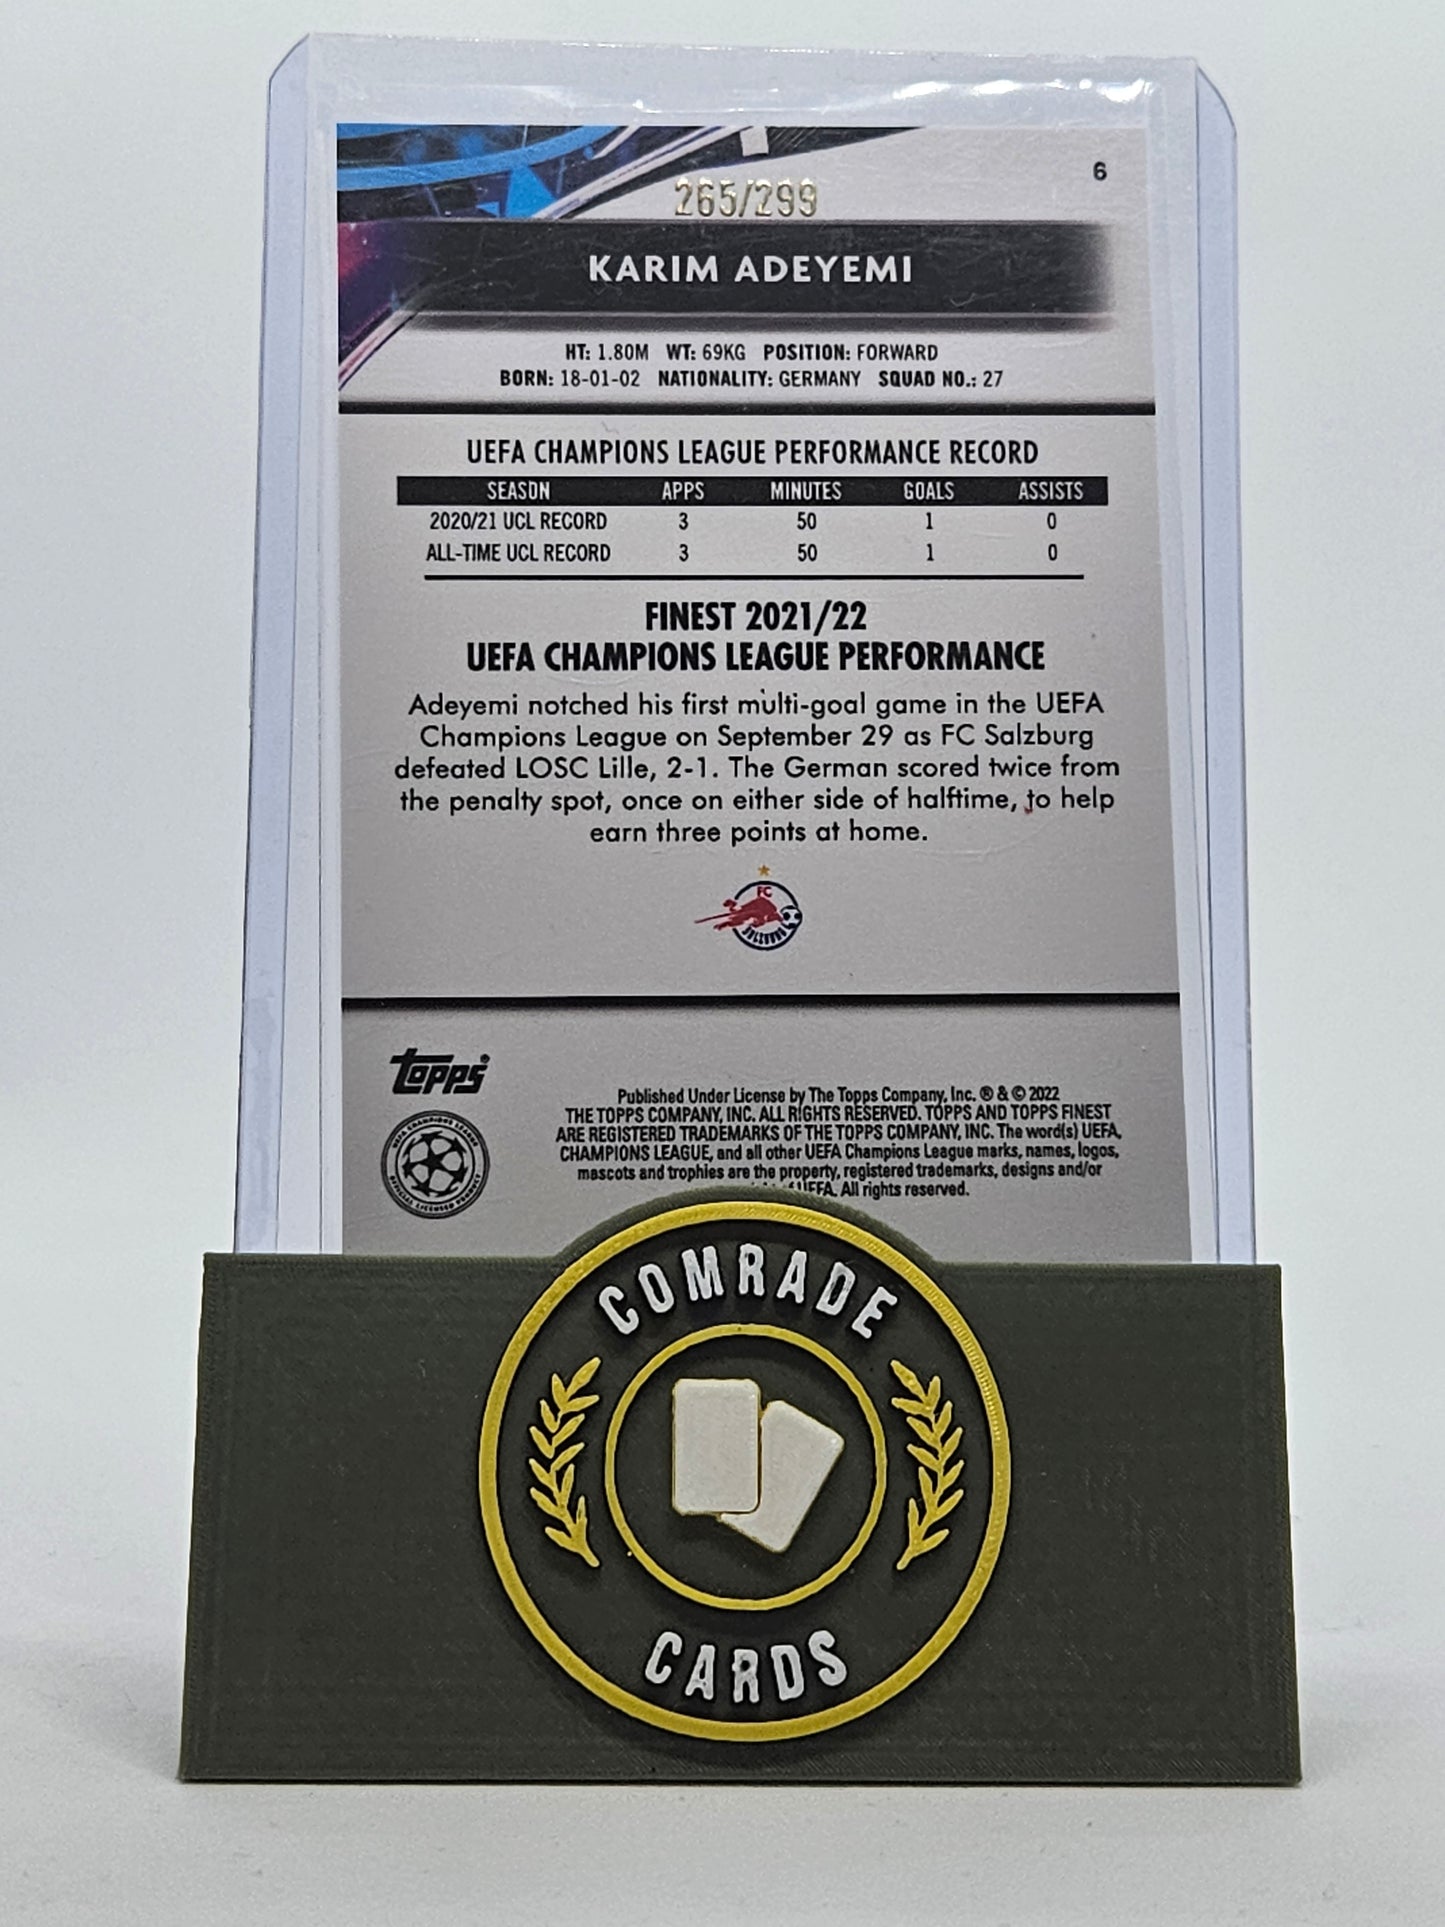 6
265/299
KARIM ADEYEMI
HT: 1.80M WT: 69KG POSITION: FORWARD
BORN: 18-01-02 NATIONALITY: GERMANY SQUAD NO.: 27
UEFA CHAMPIONS LEAGUE PERFORMANCE RECORD
SEASON APPS MINUTES GOALS ASSISTS
2020/21 UCL RECORD 3 50 1 0
ALL-TIME UCL RECORD 3 50 1 0
FINEST 2021/22
UEFA CHAMPIONS LEAGUE PERFORMANCE
Adeyemi notched his first multi-goal game in the UEFA
Champions League on September 29 as FC Salzburg
defeated LOSC Lille, 2-1. The German scored twice from
the penalty spot, once on either side of halftime, to help
earn three points at home.
FC
SALZBURG
topps®
UEFA CHAMPIONS LEAGUE
OFFICIAL LICENSED PRODUCT
Published Under License by The Topps Company, Inc. ® & © 2022
THE TOPPS COMPANY, INC. ALL RIGHTS RESERVED. TOPPS AND TOPPS FINEST
ARE REGISTERED TRADEMARKS OF THE TOPPS COMPANY, INC. The word(s) UEFA,
CHAMPIONS LEAGUE, and all other UEFA Champions League marks, names, logos,
mascots and trophies are the property, registered trademarks, designs and/or
UEFA. All rights reserved.
COMRADE
CARDS